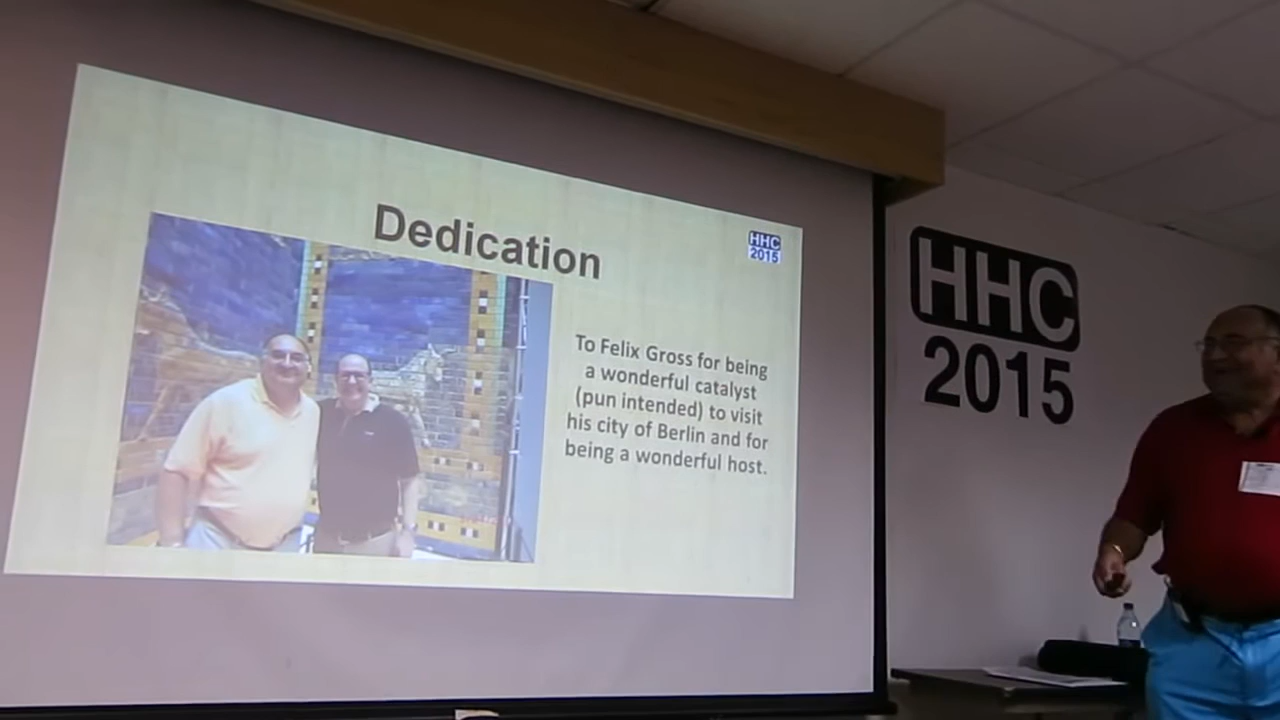 Dedication
HHC
2015
To Felix Gross for being
a wonderful catalyst
(pun intended) to visit
his city of Berlin and for
being a wonderful host.
HHC
2015